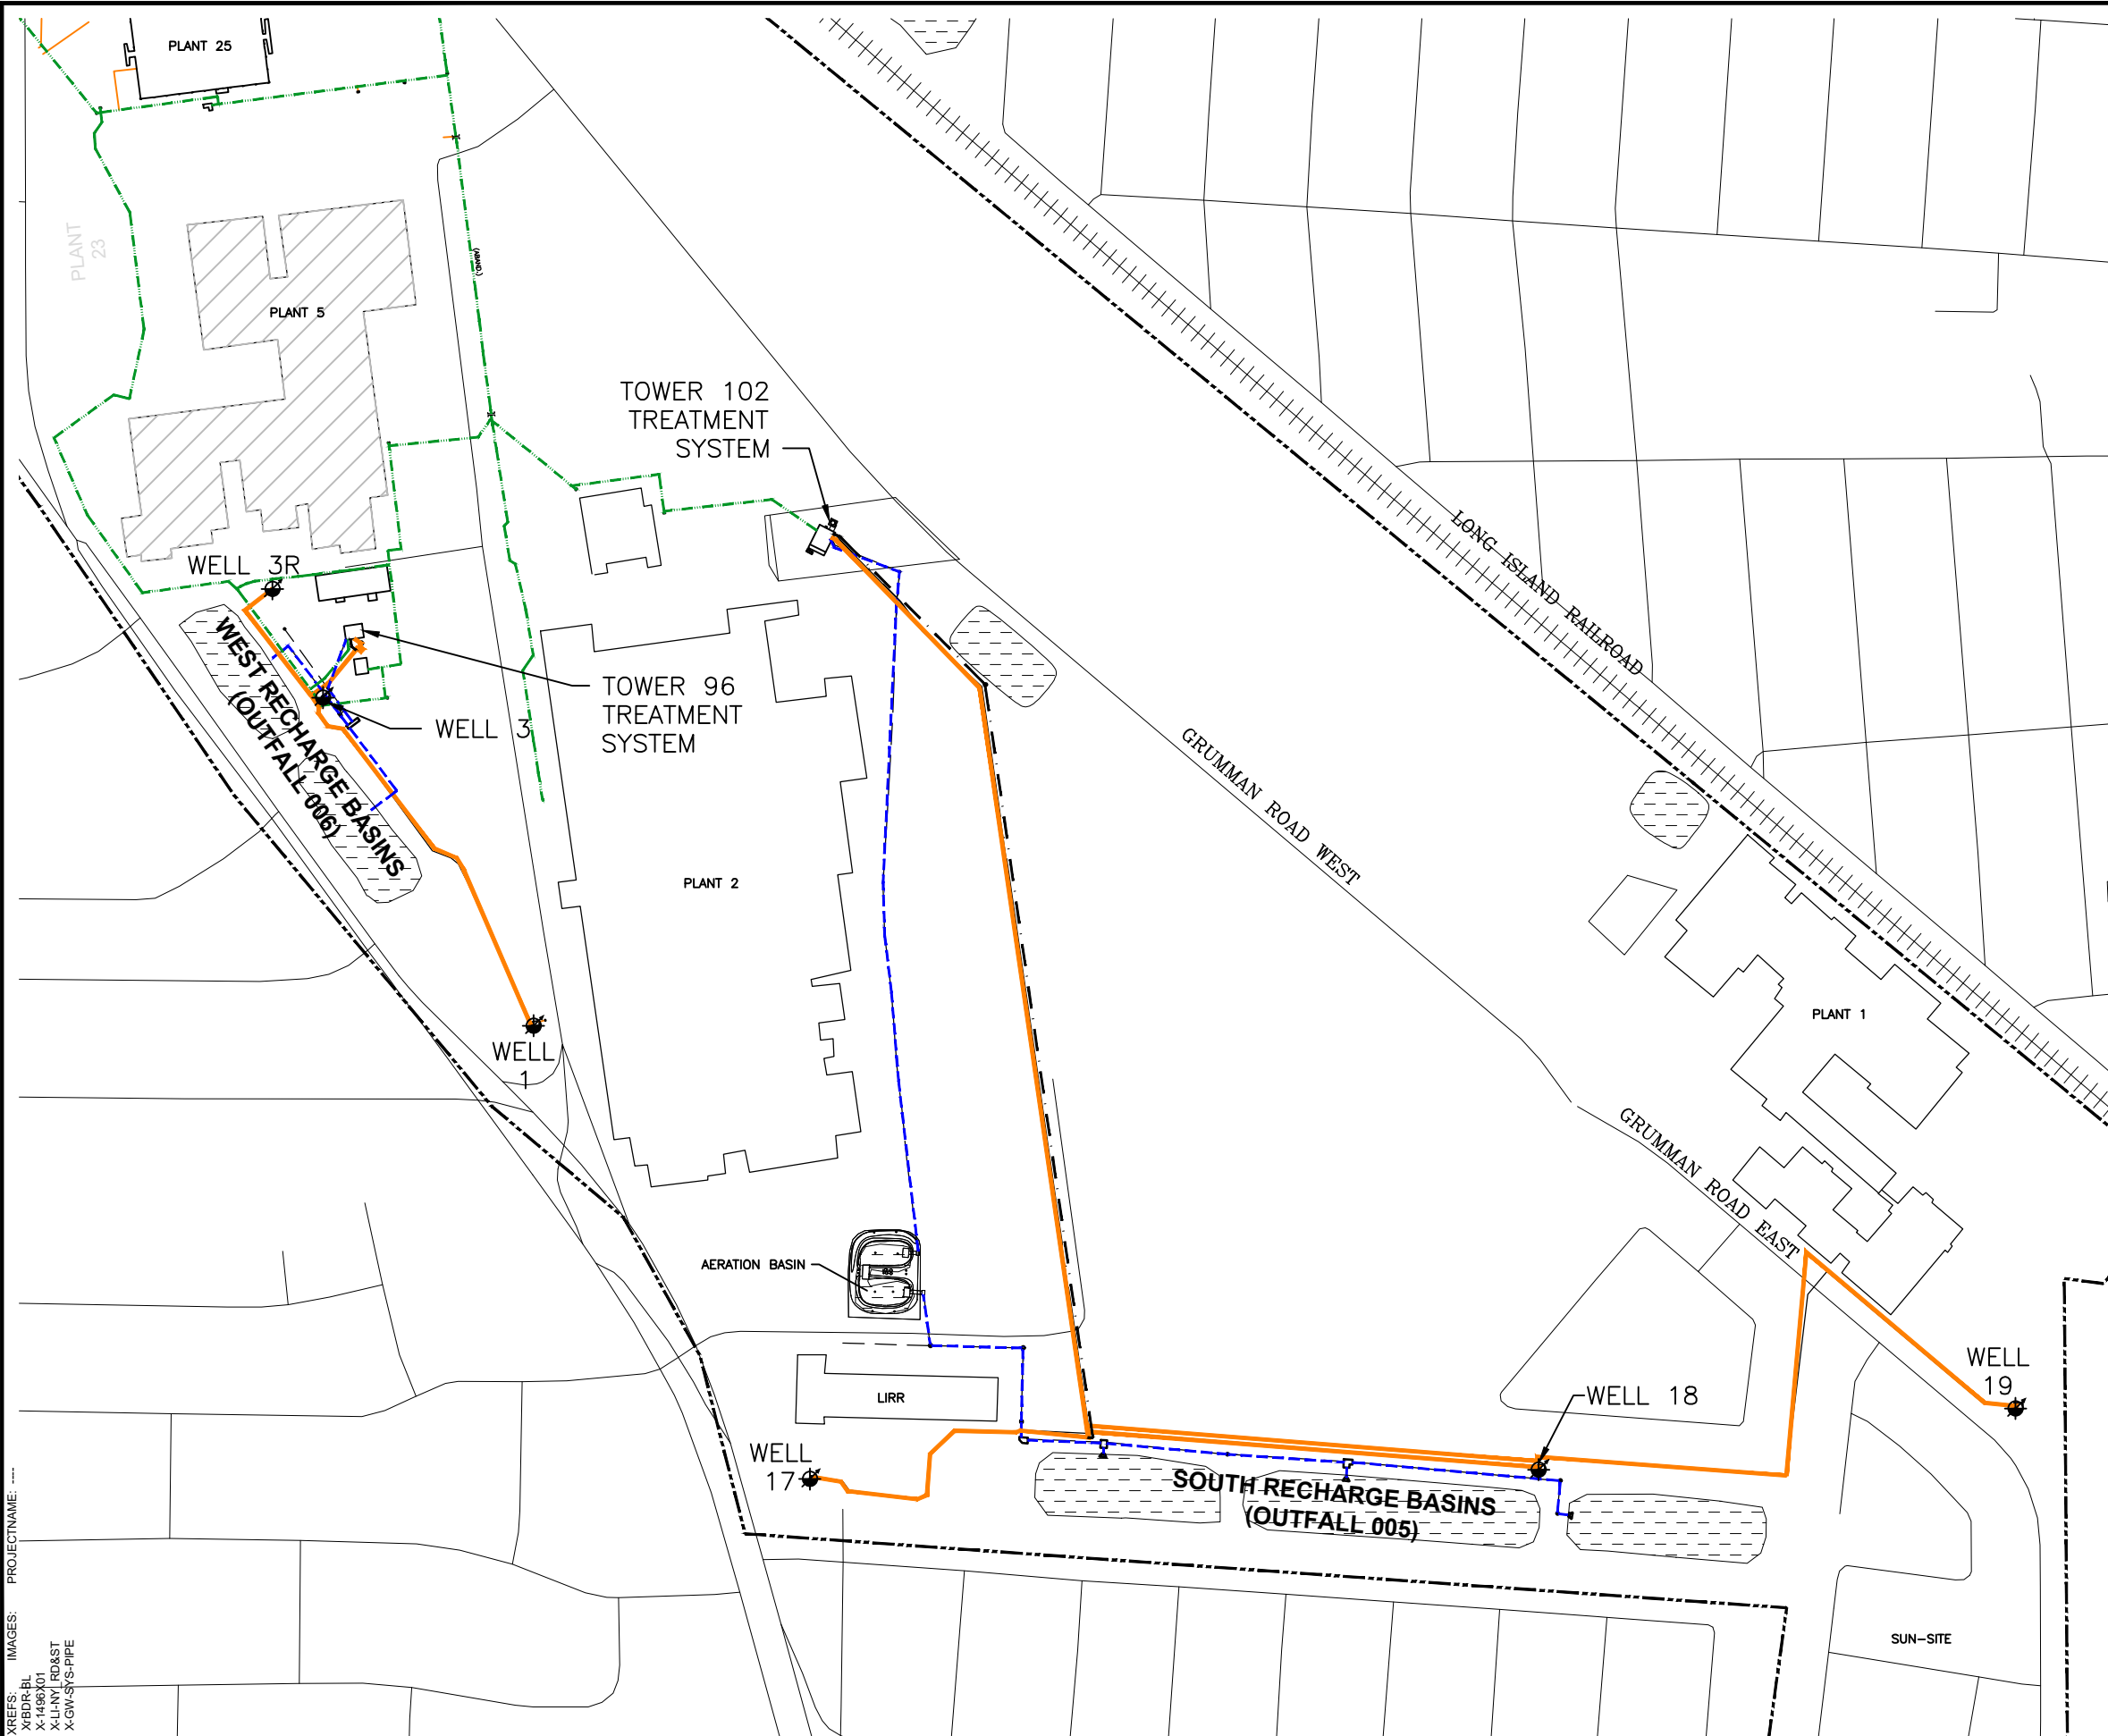 PLANT 25
PLANT
23
(ABAND.)
PLANT 5
TOWER 102
TREATMENT
SYSTEM
LONG ISLAND RAILROAD
WELL 3R
WEST RECHARGE BASINS
(OUTFALL 006)
TOWER 96
TREATMENT
SYSTEM
WELL 3
GRUMMAN ROAD WEST
PLANT 2
PLANT 1
WELL
1
GRUMMAN ROAD EAST
AERATION BASIN
LIRR
WELL
19
WELL 18
WELL
17
SOUTH RECHARGE BASINS
(OUTFALL 005)
SUN-SITE
XREFS: IMAGES: PROJECTNAME: ----
XrBDR-BL
X-1496X01
X-LI-NY_RD&ST
X-GW-SYS-PIPE